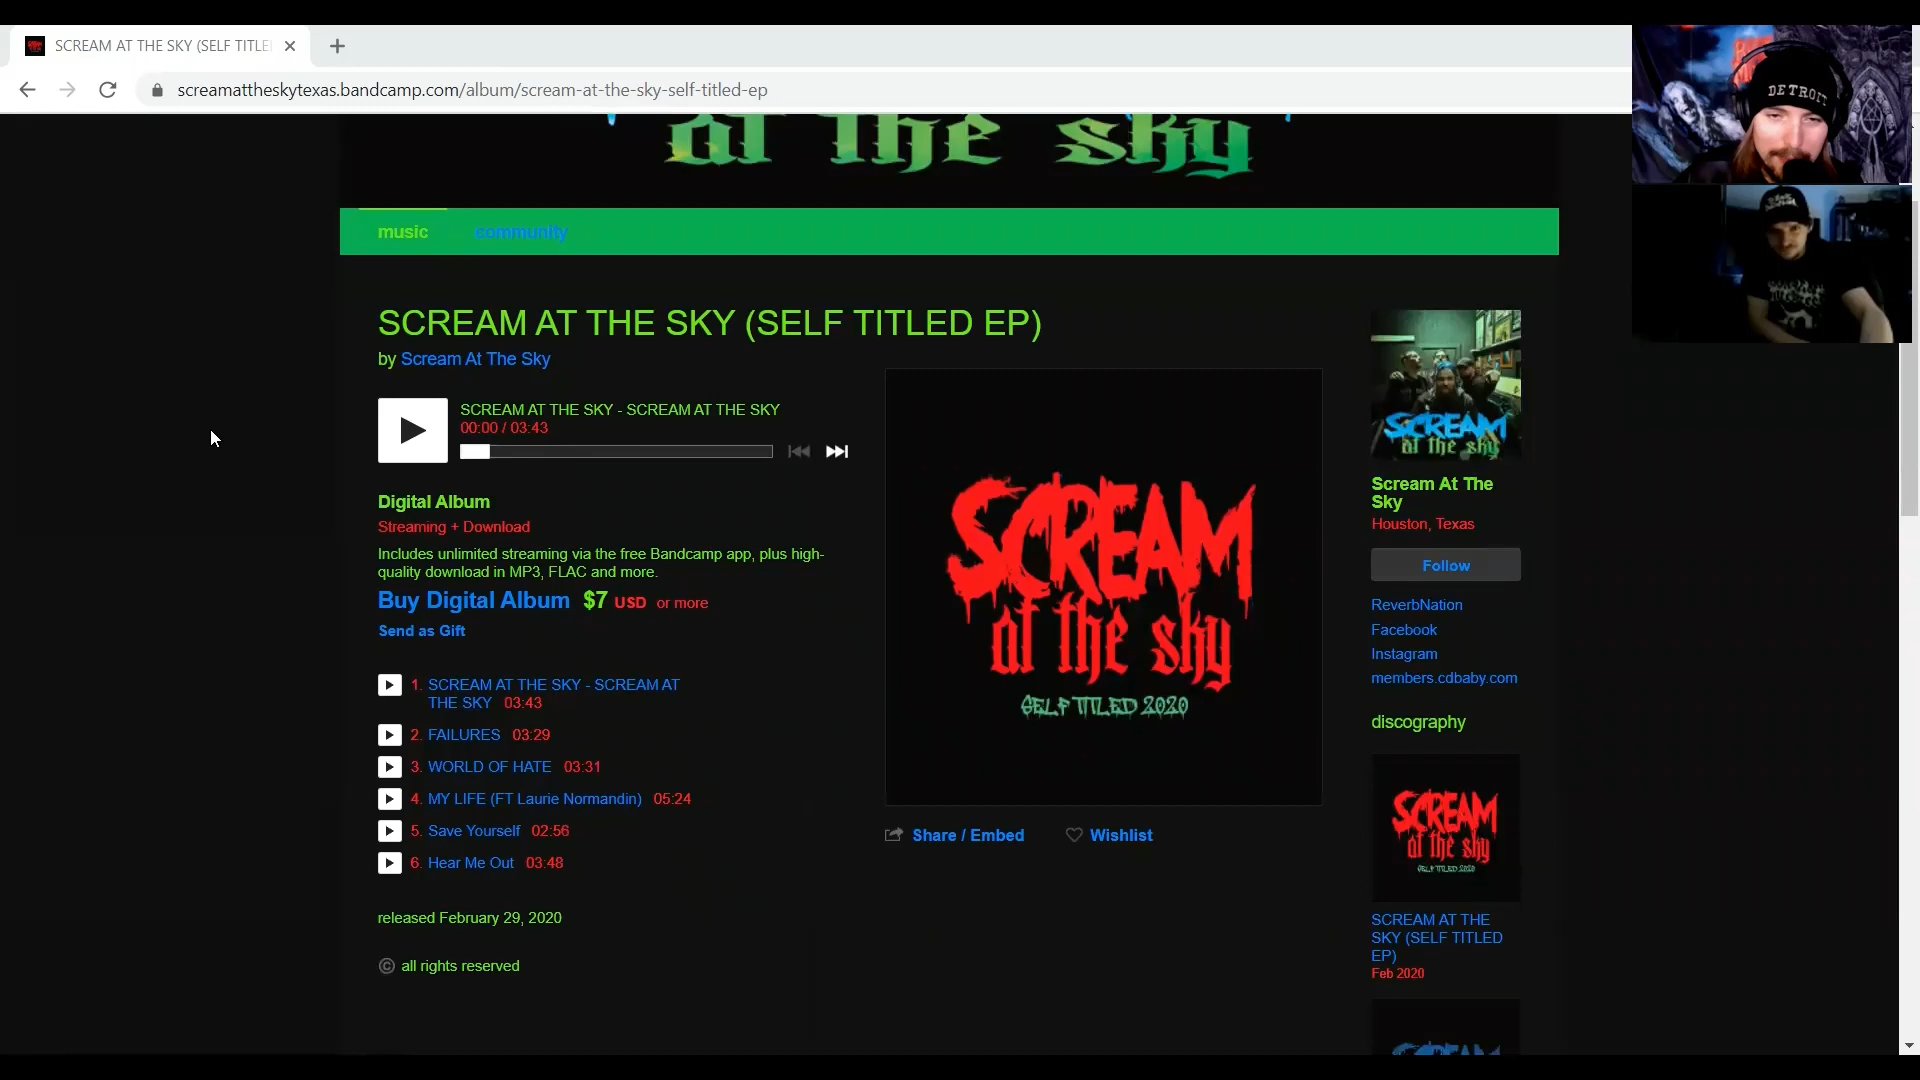 SCREAM AT THE SKY (SELF TITLE
screamattheskytexas.bandcamp.com/album/scream-at-the-sky-self-titled-ep
DETROIT
at the sky
music
community
SCREAM AT THE SKY (SELF TITLED EP)
by Scream At The Sky
SCREAM AT THE SKY - SCREAM AT THE SKY
00:00 / 03:43
Digital Album
Streaming + Download
Includes unlimited streaming via the free Bandcamp app, plus high-
quality download in MP3, FLAC and more.
Buy Digital Album $7 USD or more
Send as Gift
1. SCREAM AT THE SKY - SCREAM AT
THE SKY 03:43
2. FAILURES 03:29
3. WORLD OF HATE 03:31
4. MY LIFE (FT Laurie Normandin) 05:24
5. Save Yourself 02:56
6. Hear Me Out 03:48
released February 29, 2020
© all rights reserved
SCREAM
at the sky
SELF TITLED 2020
Share / Embed
Wishlist
SCREAM
at the sky
Scream At The
Sky
Houston, Texas
Follow
ReverbNation
Facebook
Instagram
members.cdbaby.com
discography
SCREAM
at the sky
SELF TITLED 2020
SCREAM AT THE
SKY (SELF TITLED
EP)
Feb 2020
SCREAM